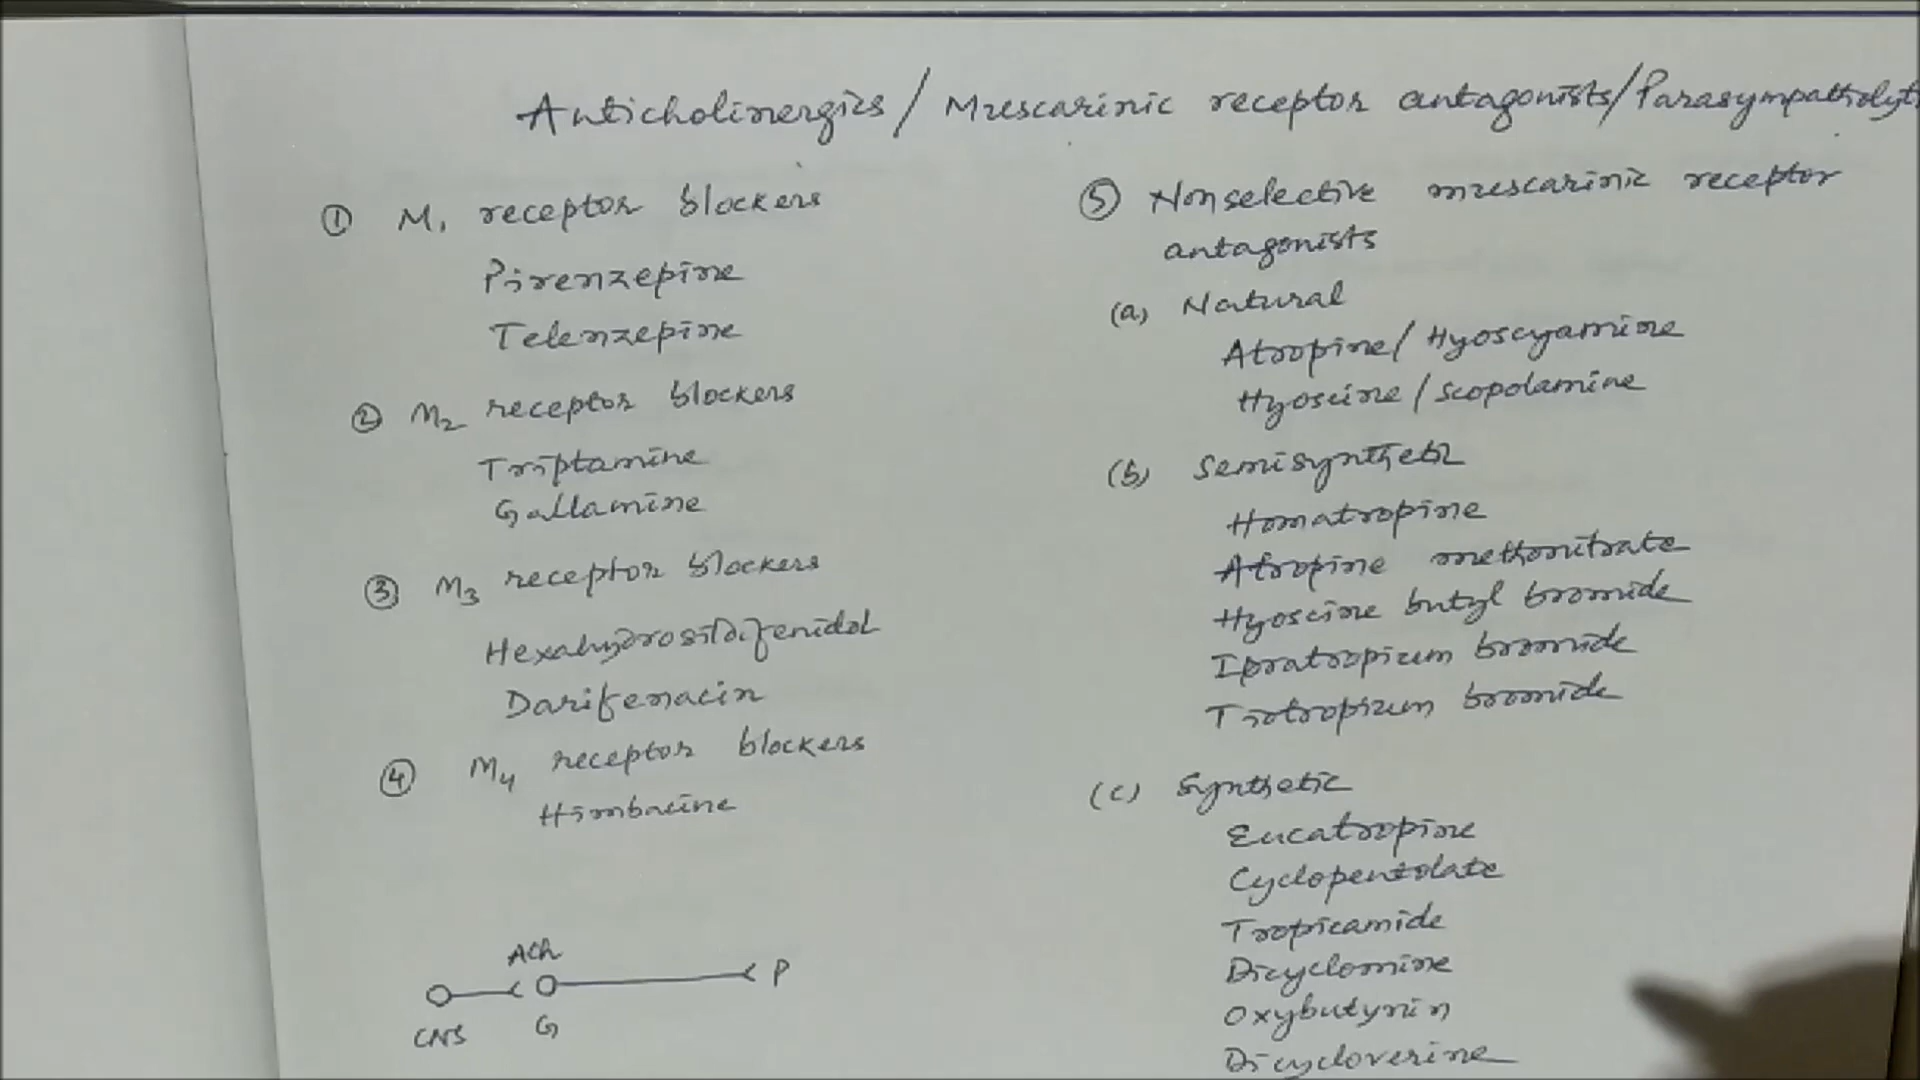 Anticholinergics / Muscarinic receptor antagonists/Parasympatholyti
① M1 receptor blockers
Pirenzepine
Telenzepine
② M2 receptor blockers
Triptamine
Gallamine
③ M3 receptor blockers
Hexahydrosiladifenidol
Darifenacin
④ M4 receptor blockers
Himbacine
Ach
CNS
G
P
⑤ Nonselective muscarinic receptor
antagonists
(a) Natural
Atropine/ Hyoscyamine
Hyoscine / Scopolamine
(b) Semisynthetic
Homatropine
Atropine methonitrate
Hyoscine butyl bromide
Ipratropium bromide
Tiotropium bromide
(c) Synthetic
Eucatropine
Cyclopentolate
Tropicamide
Dicyclomine
Oxybutynin
Dicycloverine